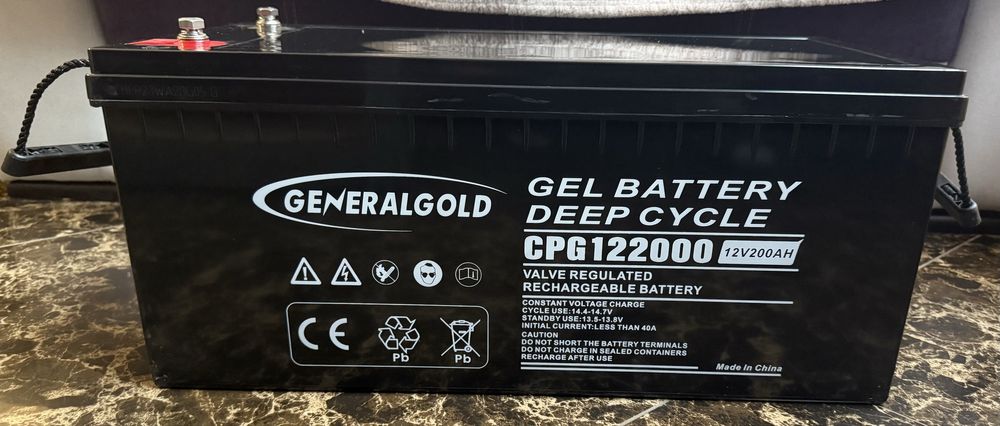 GENERALGOLD
GEL BATTERY
DEEP CYCLE
CPG122000 12V200AH
VALVE REGULATED
RECHARGEABLE BATTERY
CONSTANT VOLTAGE CHARGE
CYCLE USE:14.4-14.7V
STANDBY USE:13.5-13.8V
INITIAL CURRENT:LESS THAN 40A
CAUTION
DO NOT SHORT THE BATTERY TERMINALS
DO NOT CHARGE IN SEALED CONTAINERS
RECHARGE AFTER USE
Made In China
CE
Pb Pb